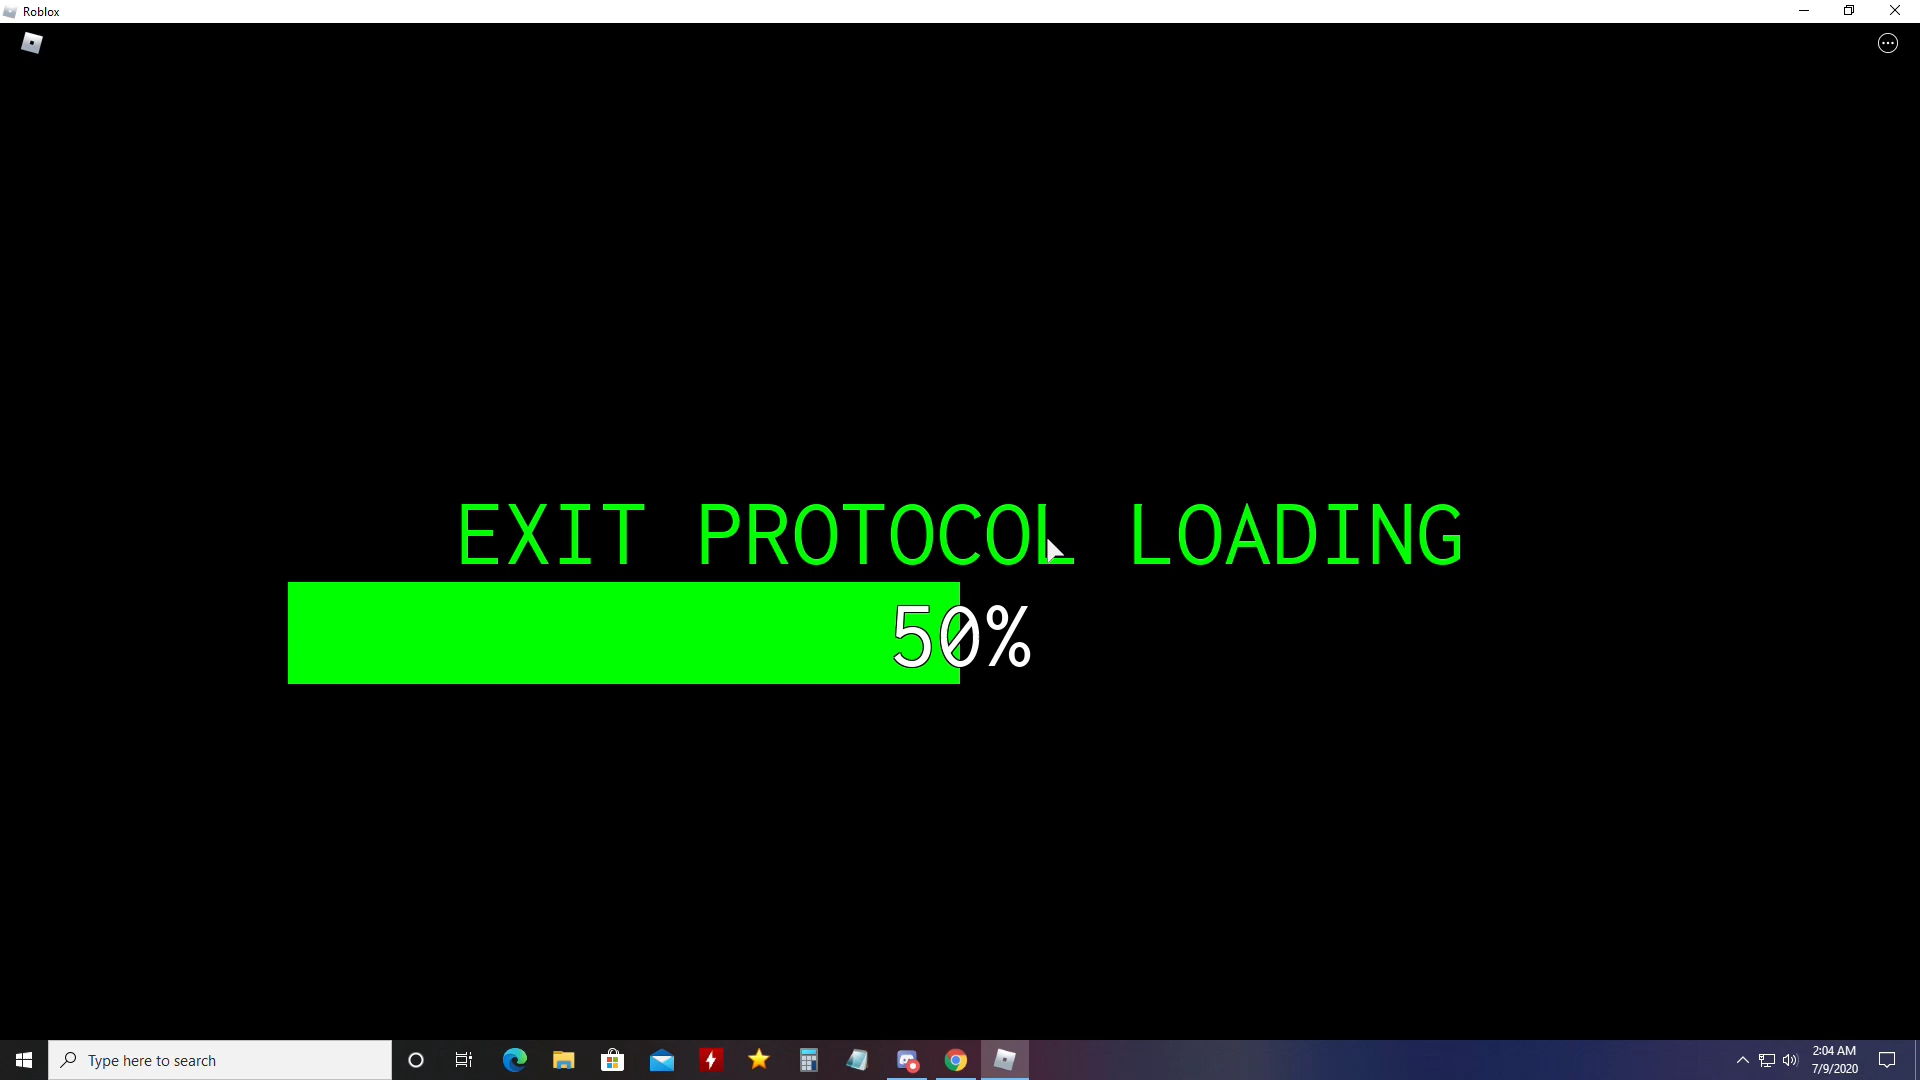 Roblox
EXIT PROTOCOL LOADING
50%
Type here to search
2:04 AM
7/9/2020